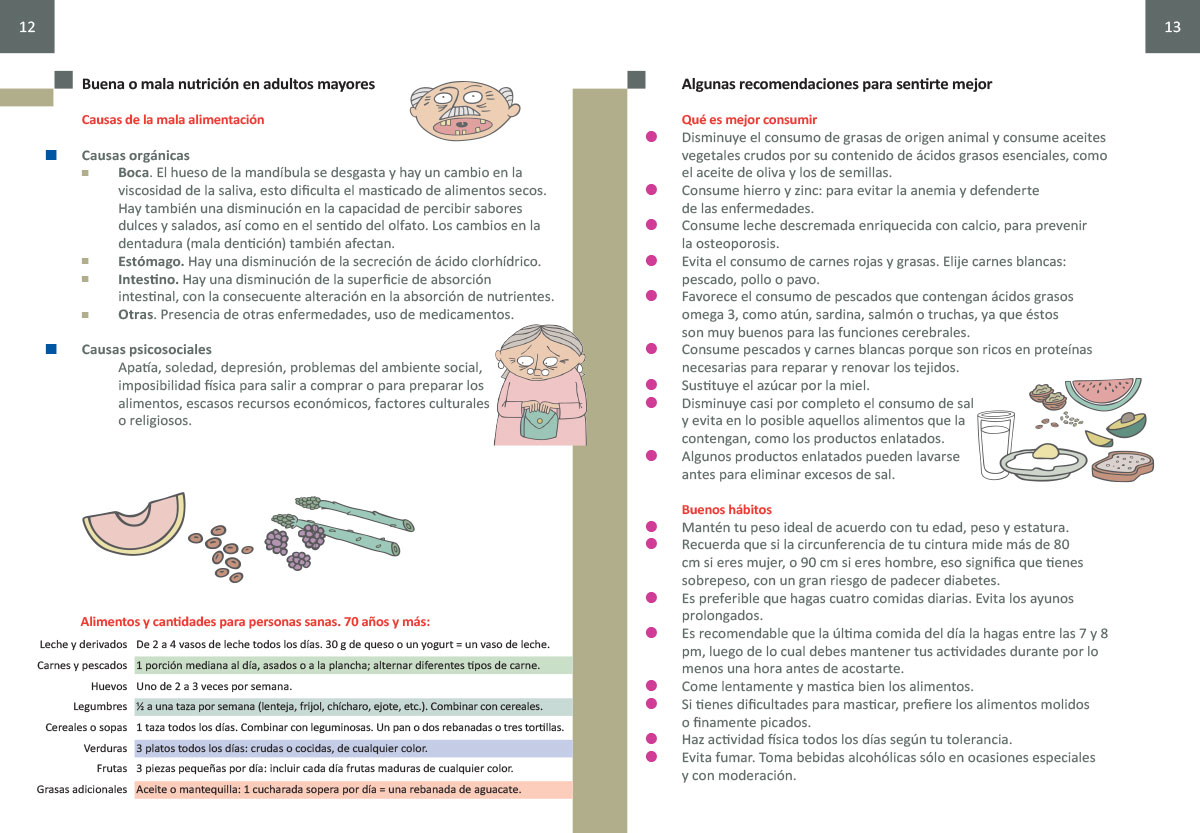 12
Buena o mala nutrición en adultos mayores
Causas de la mala alimentación
Causas orgánicas
Boca. El hueso de la mandíbula se desgasta y hay un cambio en la
viscosidad de la saliva, esto dificulta el masticado de alimentos secos.
Hay también una disminución en la capacidad de percibir sabores
dulces y salados, así como en el sentido del olfato. Los cambios en la
dentadura (mala dentición) también afectan.
Estómago. Hay una disminución de la secreción de ácido clorhídrico.
Intestino. Hay una disminución de la superficie de absorción
intestinal, con la consecuente alteración en la absorción de nutrientes.
Otras. Presencia de otras enfermedades, uso de medicamentos.
Causas psicosociales
Apatía, soledad, depresión, problemas del ambiente social,
imposibilidad física para salir a comprar o para preparar los
alimentos, escasos recursos económicos, factores culturales
o religiosos.
Alimentos y cantidades para personas sanas. 70 años y más:
Leche y derivados De 2 a 4 vasos de leche todos los días. 30 g de queso o un yogurt = un vaso de leche.
Carnes y pescados 1 porción mediana al día, asados o a la plancha; alternar diferentes tipos de carne.
Huevos Uno de 2 a 3 veces por semana.
Legumbres ½ a una taza por semana (lenteja, frijol, chícharo, ejote, etc.). Combinar con cereales.
Cereales o sopas 1 taza todos los días. Combinar con leguminosas. Un pan o dos rebanadas o tres tortillas.
Verduras 3 platos todos los días: crudas o cocidas, de cualquier color.
Frutas 3 piezas pequeñas por día: incluir cada día frutas maduras de cualquier color.
Grasas adicionales Aceite o mantequilla: 1 cucharada sopera por día = una rebanada de aguacate.
13
Algunas recomendaciones para sentirte mejor
Qué es mejor consumir
Disminuye el consumo de grasas de origen animal y consume aceites
vegetales crudos por su contenido de ácidos grasos esenciales, como
el aceite de oliva y los de semillas.
Consume hierro y zinc: para evitar la anemia y defenderte
de las enfermedades.
Consume leche descremada enriquecida con calcio, para prevenir
la osteoporosis.
Evita el consumo de carnes rojas y grasas. Elije carnes blancas:
pescado, pollo o pavo.
Favorece el consumo de pescados que contengan ácidos grasos
omega 3, como atún, sardina, salmón o truchas, ya que éstos
son muy buenos para las funciones cerebrales.
Consume pescados y carnes blancas porque son ricos en proteínas
necesarias para reparar y renovar los tejidos.
Sustituye el azúcar por la miel.
Disminuye casi por completo el consumo de sal
y evita en lo posible aquellos alimentos que la
contengan, como los productos enlatados.
Algunos productos enlatados pueden lavarse
antes para eliminar excesos de sal.
Buenos hábitos
Mantén tu peso ideal de acuerdo con tu edad, peso y estatura.
Recuerda que si la circunferencia de tu cintura mide más de 80
cm si eres mujer, o 90 cm si eres hombre, eso significa que tienes
sobrepeso, con un gran riesgo de padecer diabetes.
Es preferible que hagas cuatro comidas diarias. Evita los ayunos
prolongados.
Es recomendable que la última comida del día la hagas entre las 7 y 8
pm, luego de lo cual debes mantener tus actividades durante por lo
menos una hora antes de acostarte.
Come lentamente y mastica bien los alimentos.
Si tienes dificultades para masticar, prefiere los alimentos molidos
o finamente picados.
Haz actividad física todos los días según tu tolerancia.
Evita fumar. Toma bebidas alcohólicas sólo en ocasiones especiales
y con moderación.